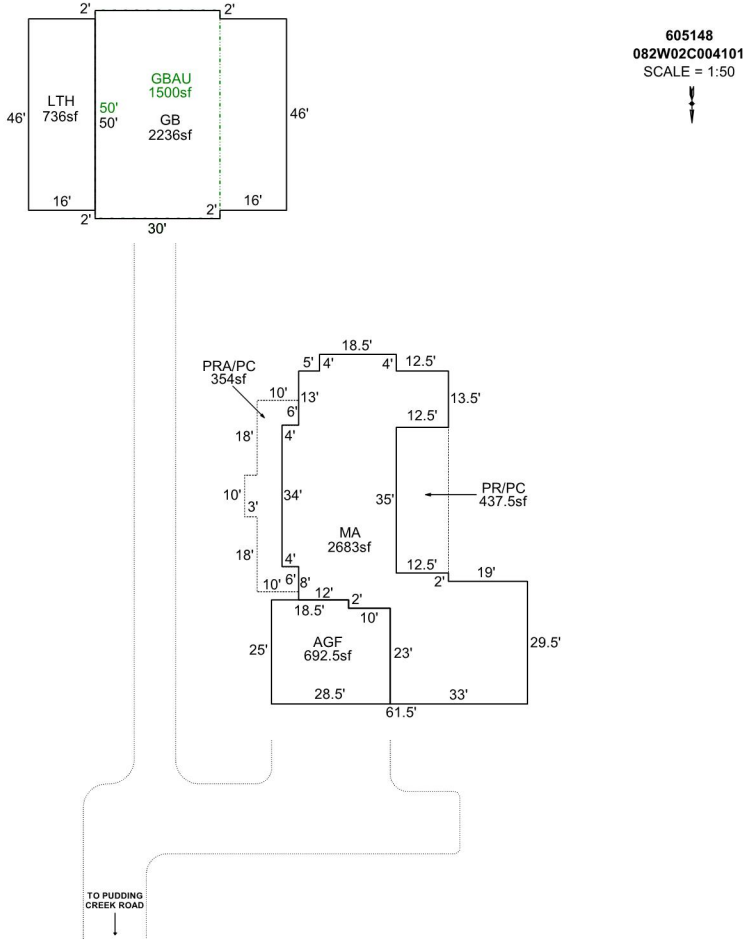 605148
082W02C004101
SCALE = 1:50
2'
2'
GBAU
1500sf
LTH
736sf
50'
50'
GB
2236sf
46'
46'
16'
2'
16'
2'
30'
18.5'
5'
4'
4'
12.5'
PRA/PC
354sf
10'
13'
13.5'
6'
12.5'
18'
4'
10'
3'
34'
35'
PR/PC
437.5sf
MA
2683sf
18'
4'
12.5'
10'
6'
8'
2'
19'
12'
2'
18.5'
10'
25'
AGF
692.5sf
23'
29.5'
28.5'
33'
61.5'
TO PUDDING
CREEK ROAD